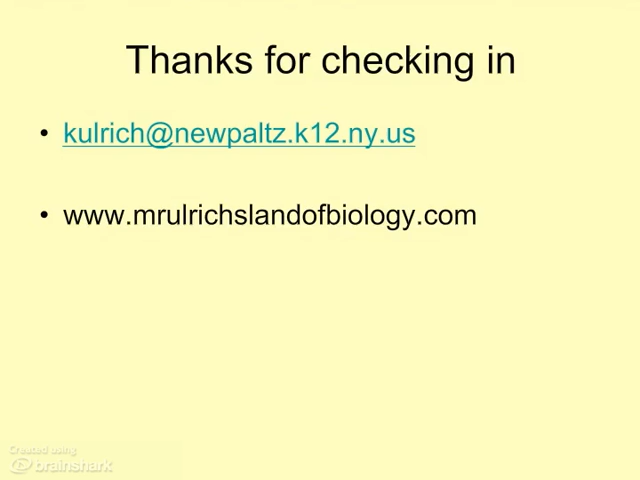 Thanks for checking in
• kulrich@newpaltz.k12.ny.us
• www.mrulrichslandofbiology.com
Created using
brainshark